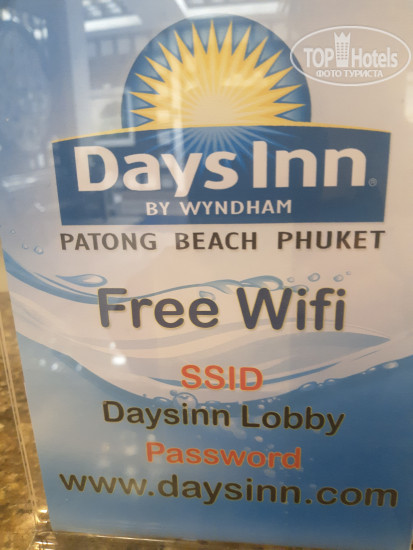 TOP Hotels
ФОТО ТУРИСТА
Days Inn®
BY WYNDHAM
PATONG BEACH PHUKET
Free Wifi
SSID
Daysinn Lobby
Password
www.daysinn.com